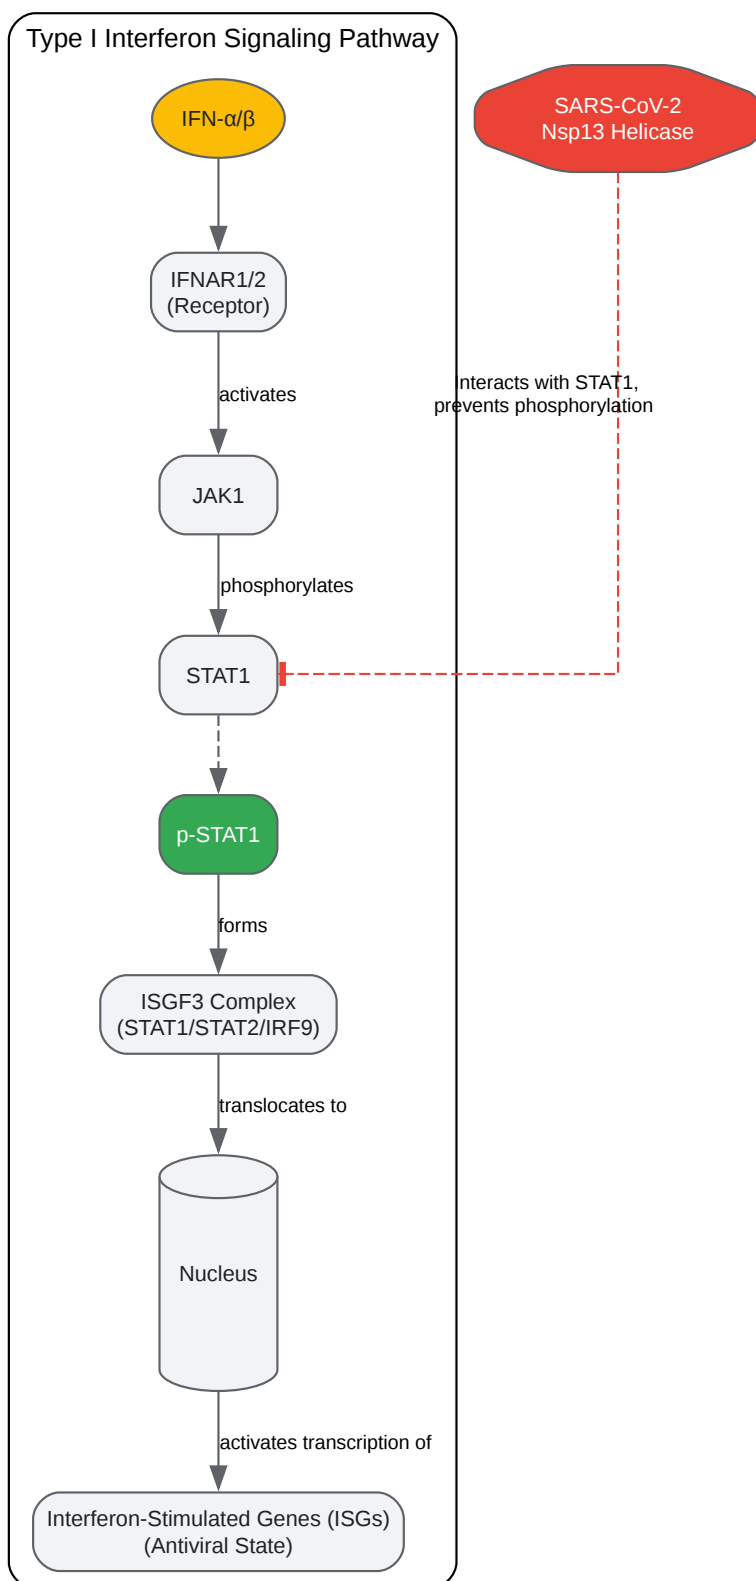 Type I Interferon Signaling Pathway
IFN-α/β
SARS-CoV-2
Nsp13 Helicase
IFNAR1/2
(Receptor)
activates
Interacts with STAT1,
prevents phosphorylation
JAK1
phosphorylates
STAT1
p-STAT1
forms
ISGF3 Complex
(STAT1/STAT2/IRF9)
translocates to
Nucleus
activates transcription of
Interferon-Stimulated Genes (ISGs)
(Antiviral State)